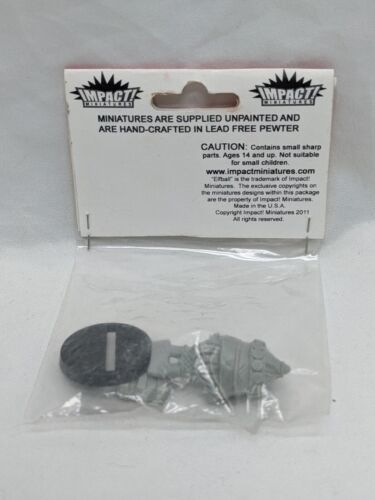 IMPACT!
MINIATURES
IMPACT!
MINIATURES
MINIATURES ARE SUPPLIED UNPAINTED AND
ARE HAND-CRAFTED IN LEAD FREE PEWTER
CAUTION: Contains small sharp
parts. Ages 14 and up. Not suitable
for small children.
www.impactminiatures.com
"Elfball" is the trademark of Impact!
Miniatures. The exclusive copyrights on
the miniatures designs within this package
are the property of Impact! Miniatures.
Made in the U.S.A.
Copyright Impact! Miniatures 2011
All rights reserved.